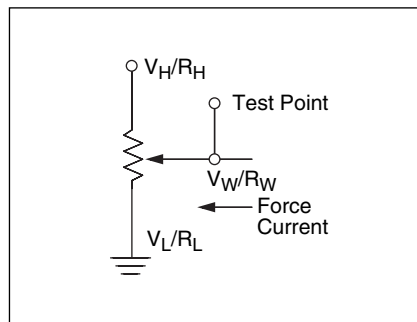 VH/RH
Test Point
VW/RW
Force
Current
VL/RL